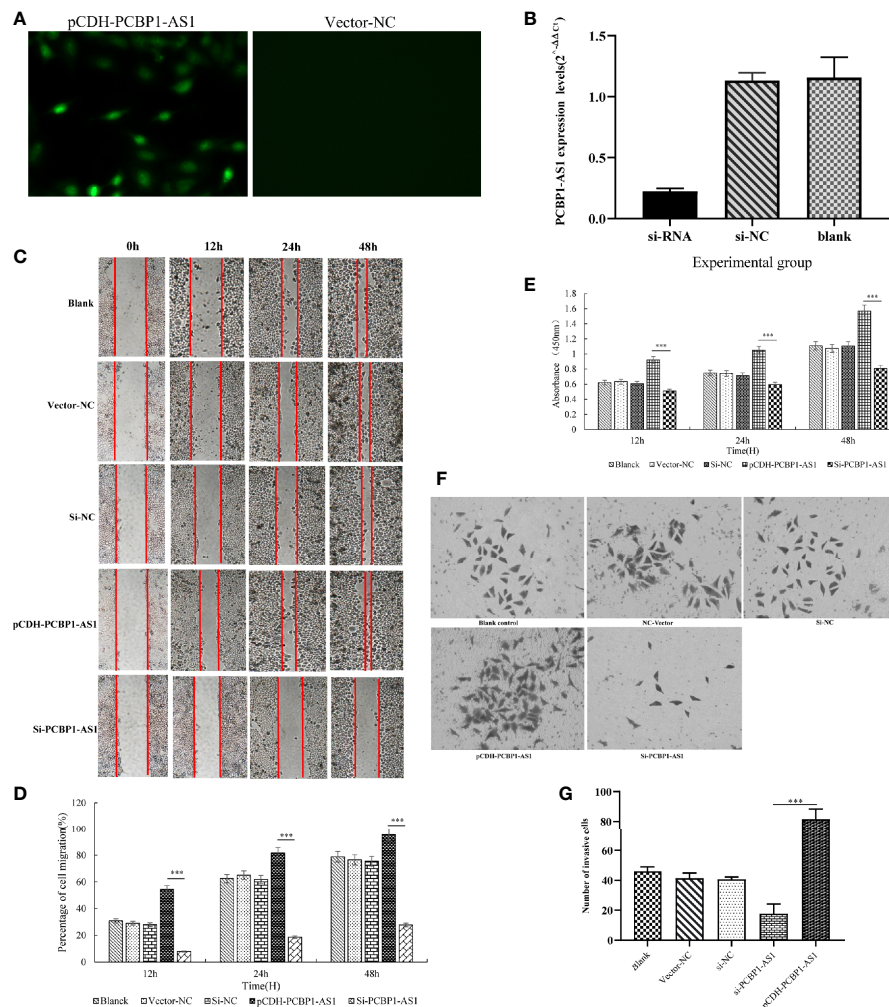 A
pCDH-PCBP1-AS1
Vector-NC
B
PCBP1-AS1 expression levels(2^-ΔΔCt)
1.5
1.0
0.5
0.0
si-RNA
si-NC
blank
Experimental group
C
0h
12h
24h
48h
Blank
Vector-NC
Si-NC
pCDH-PCBP1-AS1
Si-PCBP1-AS1
D
Percentage of cell migration(%)
120
100
80
60
40
20
0
***
***
***
12h
24h
48h
Time(H)
Blanck
Vector-NC
Si-NC
pCDH-PCBP1-AS1
Si-PCBP1-AS1
E
Absorbance （450nm）
1.8
1.6
1.4
1.2
1
0.8
0.6
0.4
0.2
0
***
***
***
12h
24h
48h
Time(H)
Blanck
Vector-NC
Si-NC
pCDH-PCBP1-AS1
Si-PCBP1-AS1
F
Blank control
NC-Vector
Si-NC
pCDH-PCBP1-AS1
Si-PCBP1-AS1
G
Number of invasive cells
100
80
60
40
20
0
***
Blank
Vector-NC
si-NC
si-PCBP1-AS1
pCDH-PCBP1-AS1